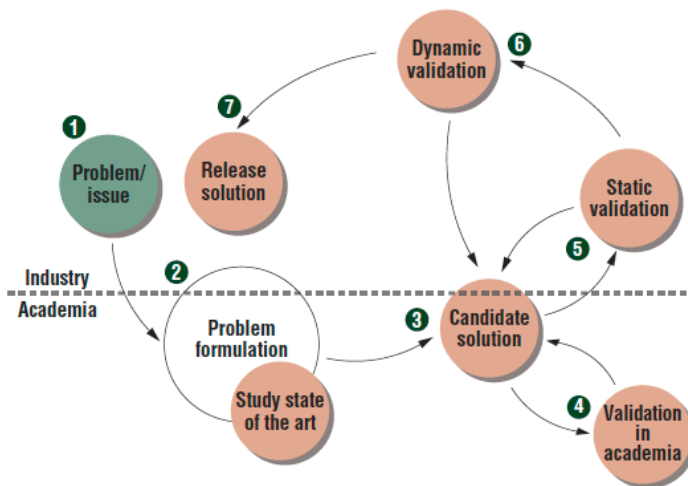 6
Dynamic
validation
7
1
Problem/
issue
Release
solution
Static
validation
5
Industry
Academia
2
Problem
formulation
Study state
of the art
3
Candidate
solution
4
Validation
in
academia